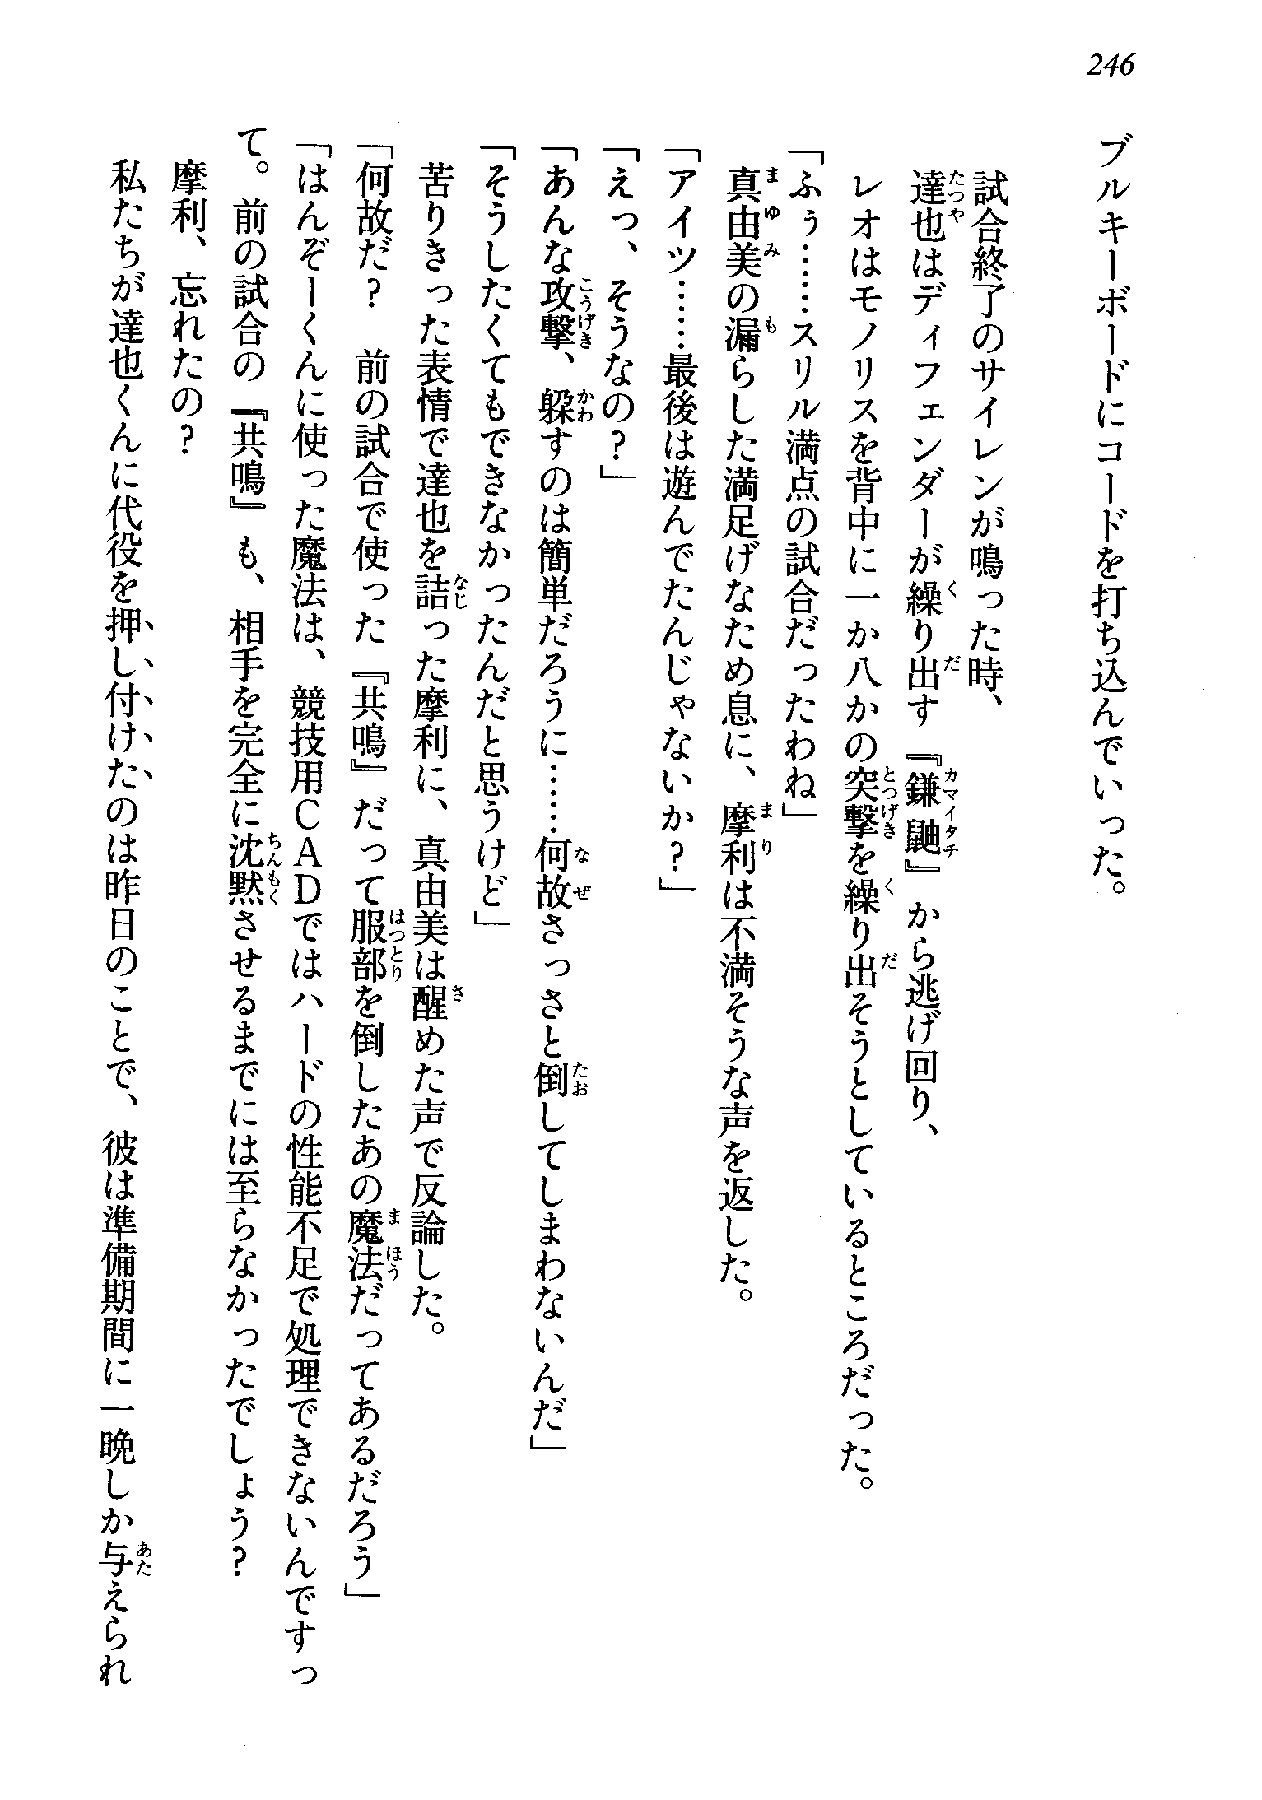 246
ブルキーボードにコードを打ち込んでいった。
試合終了のサイレンが鳴った時、
達也はディフェンダーが繰り出す『鎌鼬』から逃げ回り、
レオはモノリスを背中に一か八かの突撃を繰り出そうとしているところだった。
「ふぅ……スリル満点の試合だったわね」
真由美の漏らした満足げなため息に、摩利は不満そうな声を返した。
「アイツ……最後は遊んでたんじゃないか?」
「えっ、そうなの?」
「あんな攻撃、躱すのは簡単だろうに……何故さっさと倒してしまわないんだ」
「そうしたくてもできなかったんだと思うけど」
苦りきった表情で達也を詰った摩利に、真由美は醒めた声で反論した。
「何故だ?　前の試合で使った『共鳴』だって服部を倒したあの魔法だってあるだろう」
「はんぞーくんに使った魔法は、競技用CADではハードの性能不足で処理できないんですっ
て。前の試合の『共鳴』も、相手を完全に沈黙させるまでには至らなかったでしょう?
摩利、忘れたの?
私たちが達也くんに代役を押し付けたのは昨日のことで、彼は準備期間に一晩しか与えられ